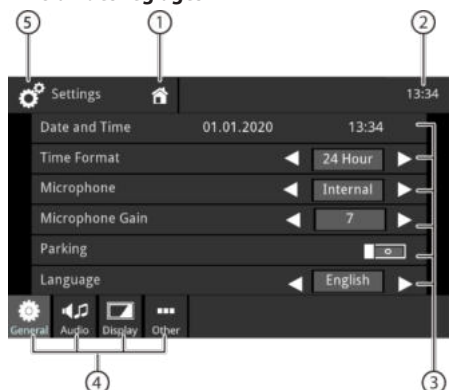 5 1 2
Settings 13:34
Date and Time 01.01.2020 13:34
Time Format 24 Hour
Microphone Internal
Microphone Gain 7
Parking
Language English
General Audio Display Other
4 3